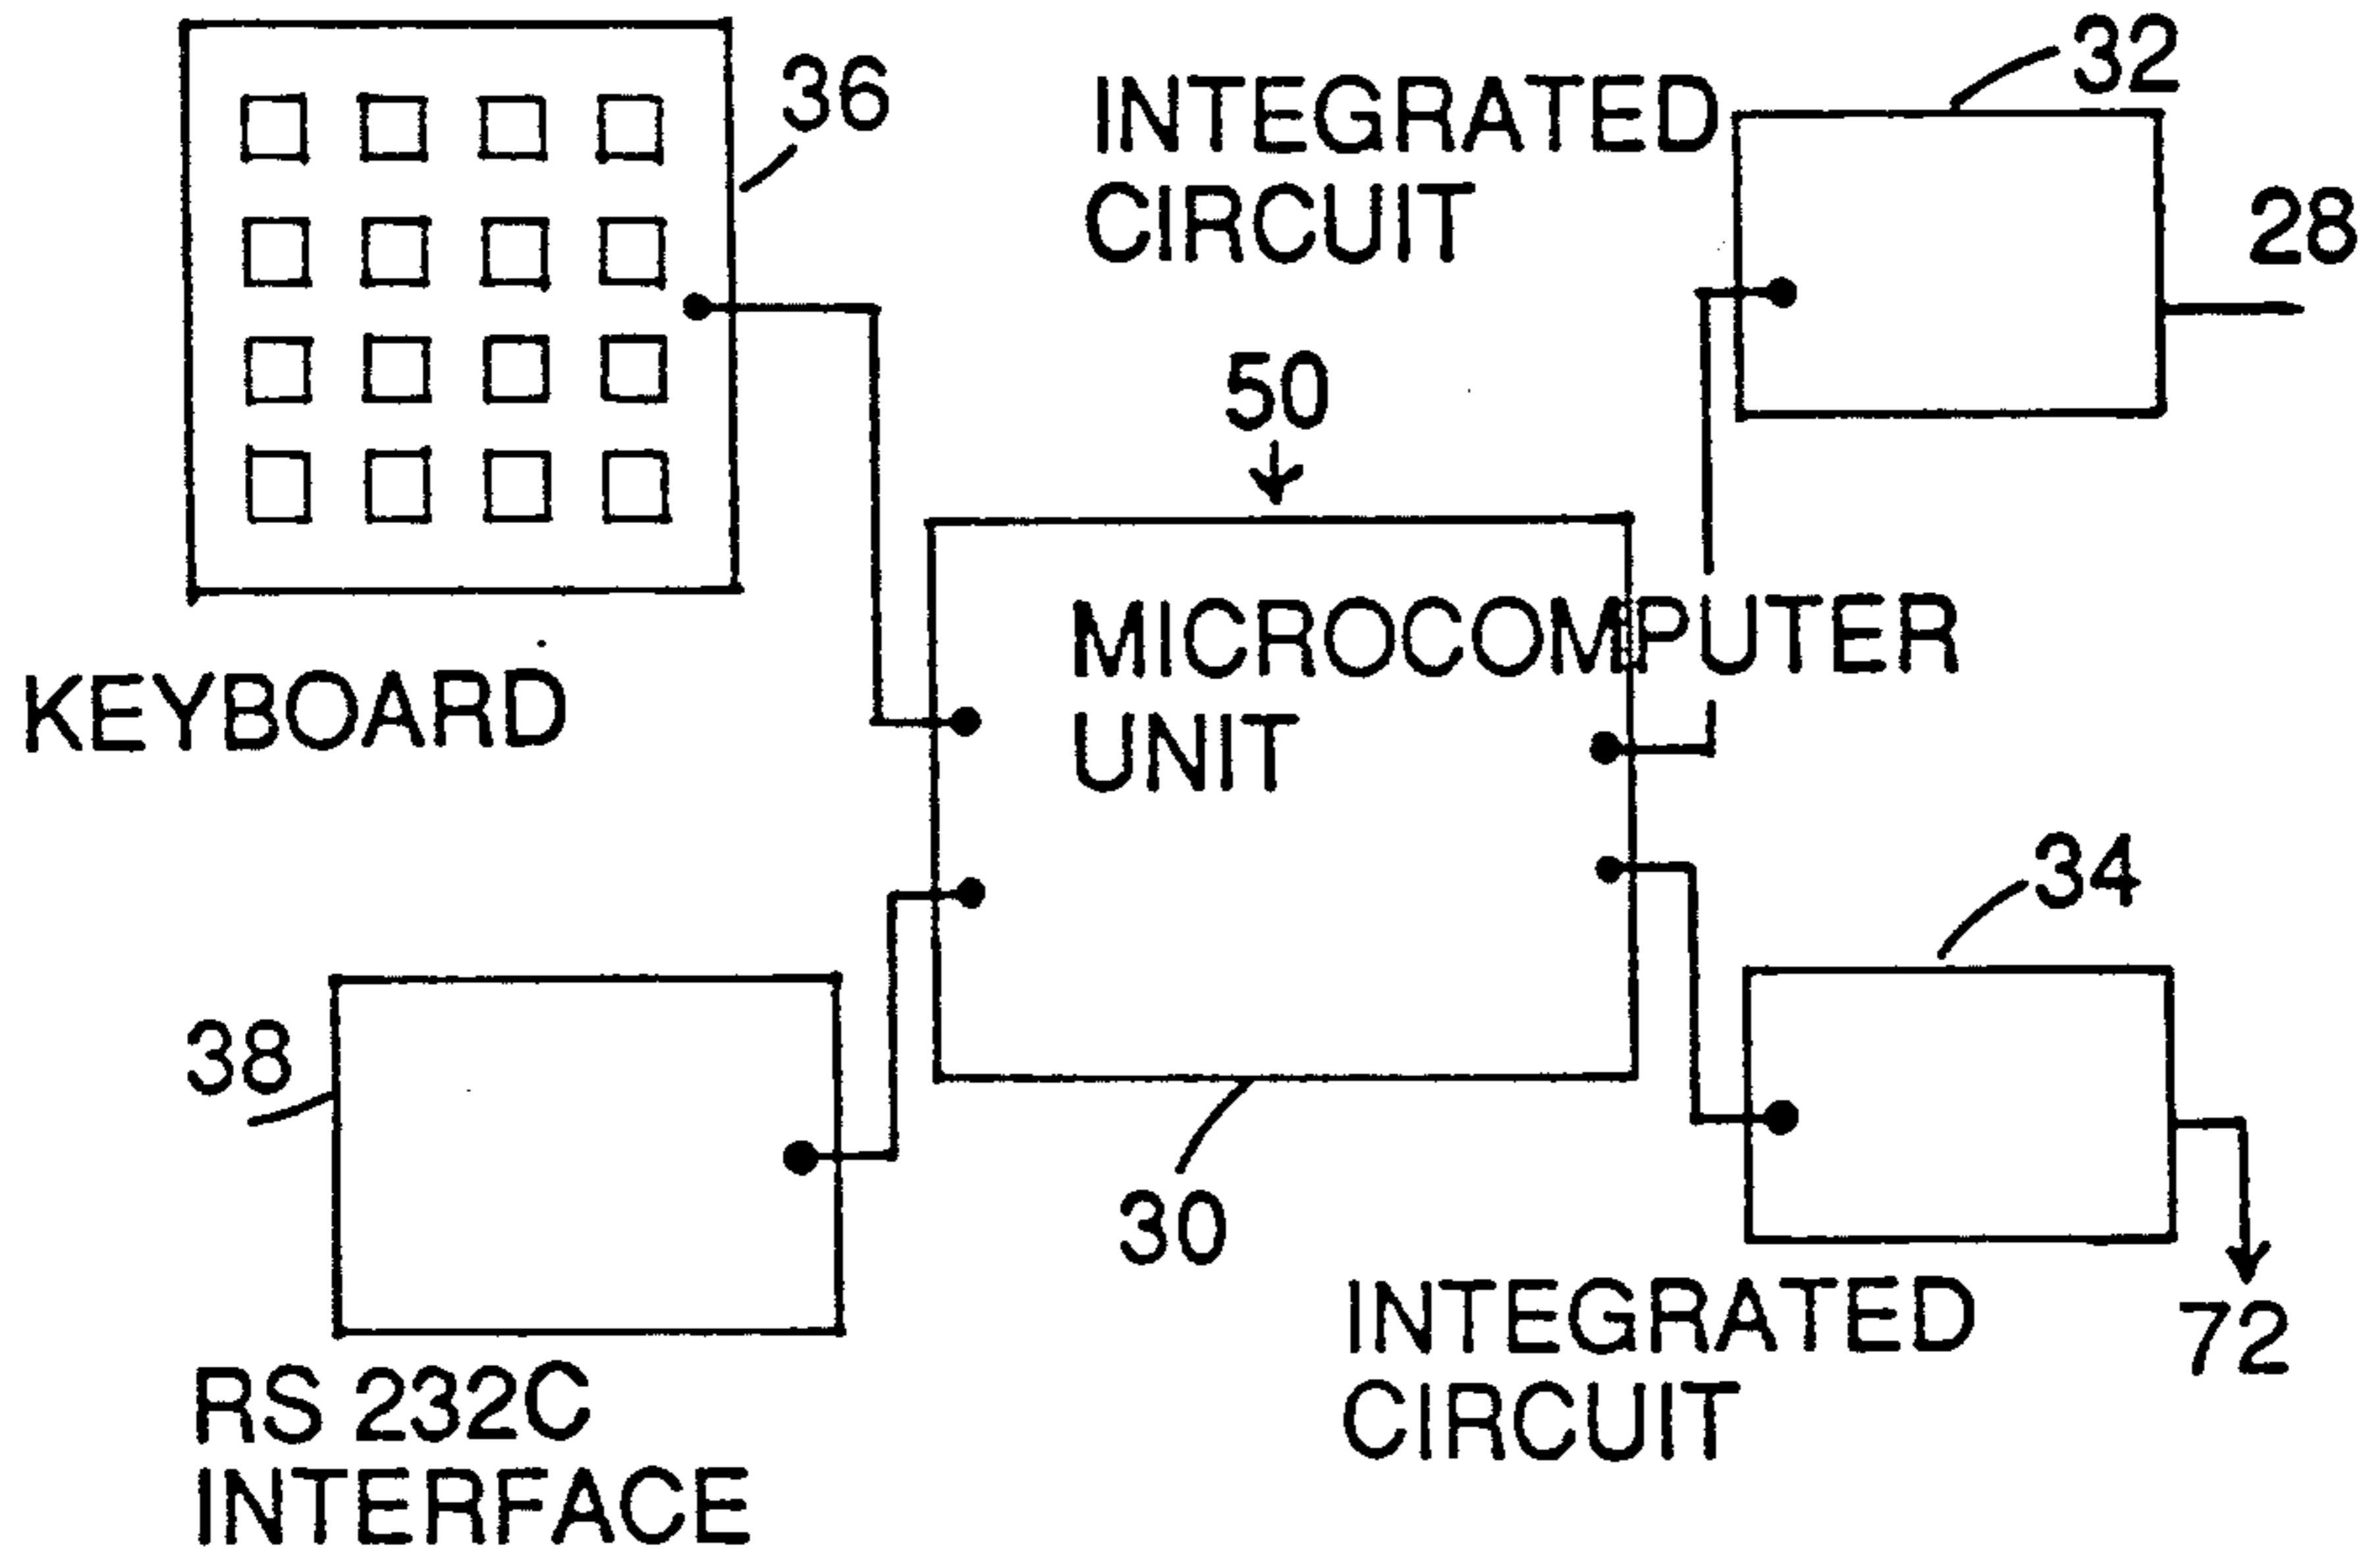 32
36
INTEGRATED
CIRCUIT
28
50
MICROCOMPUTER
UNIT
KEYBOARD
34
38
30
72
INTEGRATED
CIRCUIT
RS 232C
INTERFACE